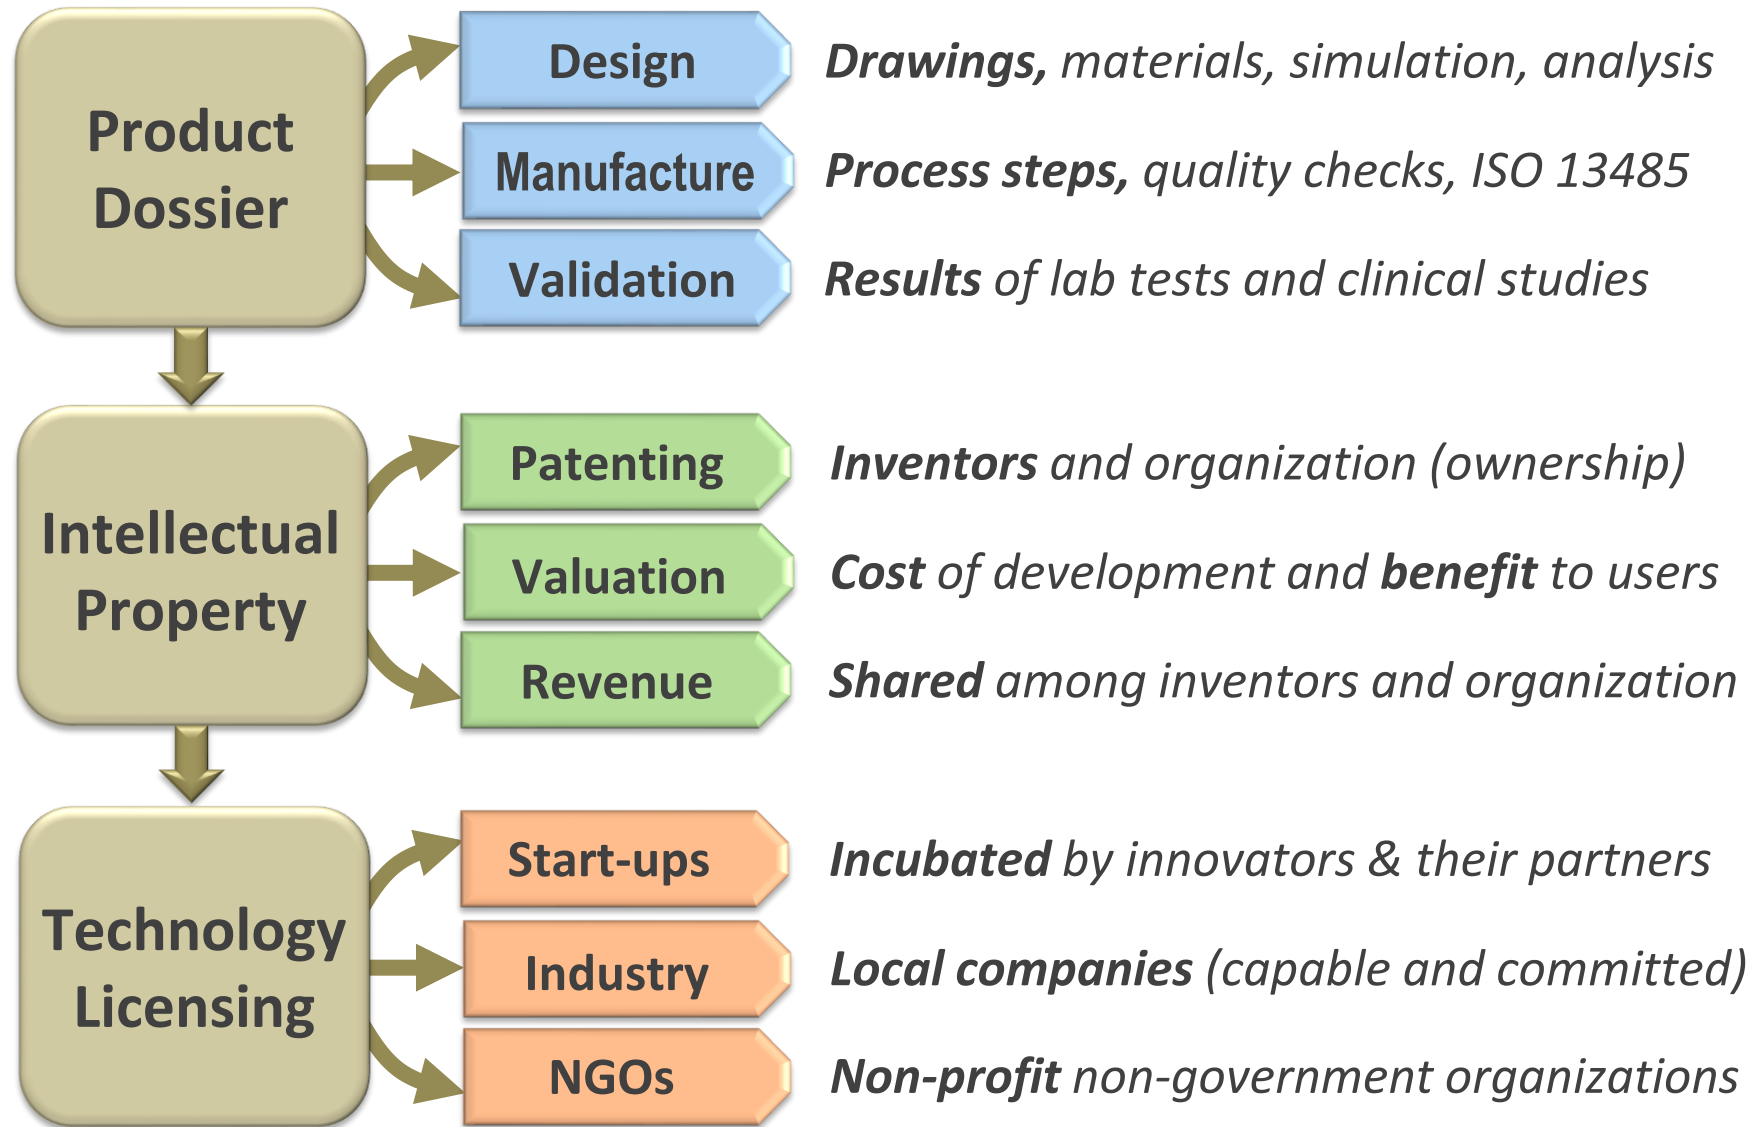 Product
Dossier
Design
Drawings, materials, simulation, analysis
Manufacture
Process steps, quality checks, ISO 13485
Validation
Results of lab tests and clinical studies
Intellectual
Property
Patenting
Inventors and organization (ownership)
Valuation
Cost of development and benefit to users
Revenue
Shared among inventors and organization
Technology
Licensing
Start-ups
Incubated by innovators & their partners
Industry
Local companies (capable and committed)
NGOs
Non-profit non-government organizations